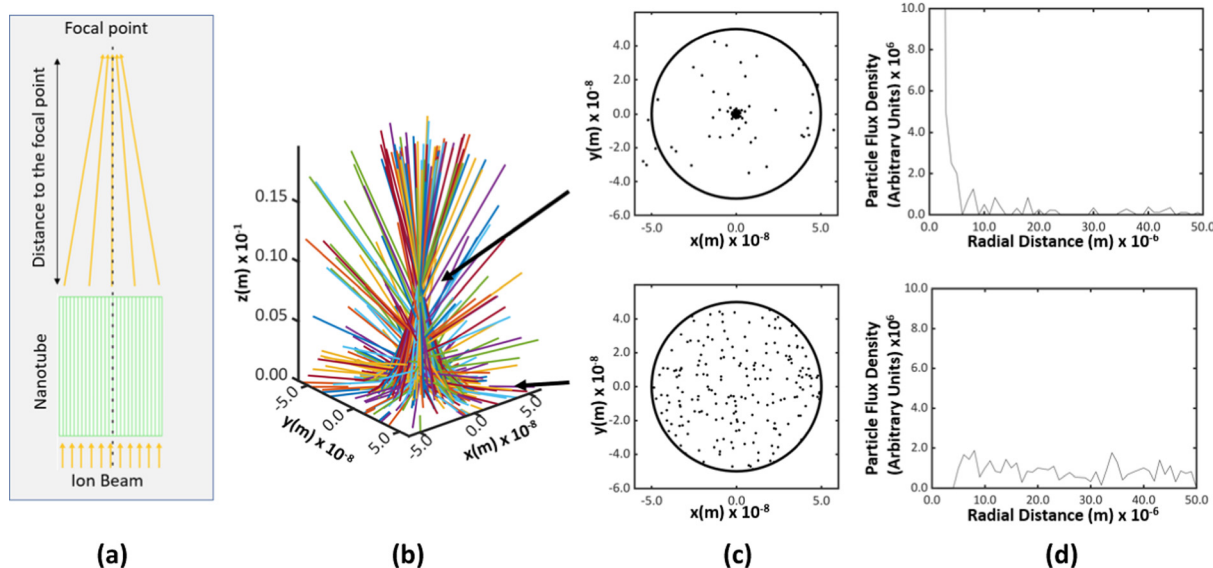 Focal point
Distance to the focal point
Nanotube
Ion Beam
(a)
z(m) x 10⁻¹
0.15
0.10
0.05
0.00
-5.0
0.0
5.0
y(m) x 10⁻⁸
-5.0
0.0
5.0
x(m) x 10⁻⁸
(b)
y(m) x 10⁻⁸
4.0
2.0
0.0
-2.0
-4.0
-6.0
-5.0 0.0 5.0
x(m) x 10⁻⁸
y(m) x 10⁻⁸
4.0
2.0
0.0
-2.0
-4.0
-6.0
-5.0 0.0 5.0
x(m) x 10⁻⁸
(c)
Particle Flux Density
(Arbitrary Units) x 10⁶
10.0
8.0
6.0
4.0
2.0
0.0
0.0 10.0 20.0 30.0 40.0 50.0
Radial Distance (m) x 10⁻⁶
Particle Flux Density
(Arbitrary Units) x10⁶
10.0
8.0
6.0
4.0
2.0
0.0
0.0 10.0 20.0 30.0 40.0 50.0
Radial Distance (m) x 10⁻⁶
(d)